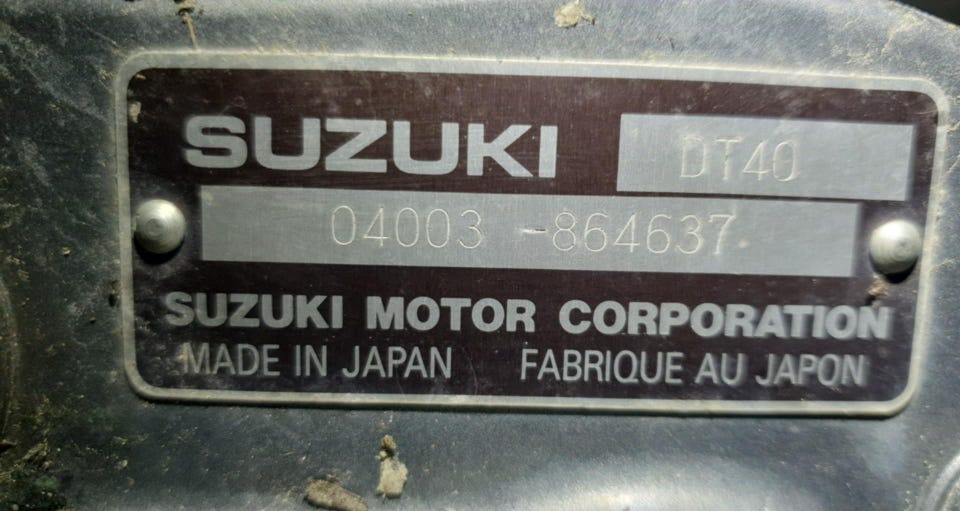 SUZUKI DT40
04003 -864637
SUZUKI MOTOR CORPORATION
MADE IN JAPAN FABRIQUE AU JAPON